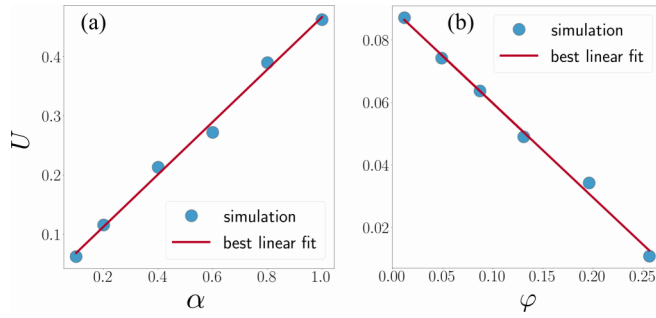 (a)
simulation
best linear fit
U
0.4
0.3
0.2
0.1
0.2 0.4 0.6 0.8 1.0
α
(b)
simulation
best linear fit
0.08
0.06
0.04
0.02
0.00 0.05 0.10 0.15 0.20 0.25
φ